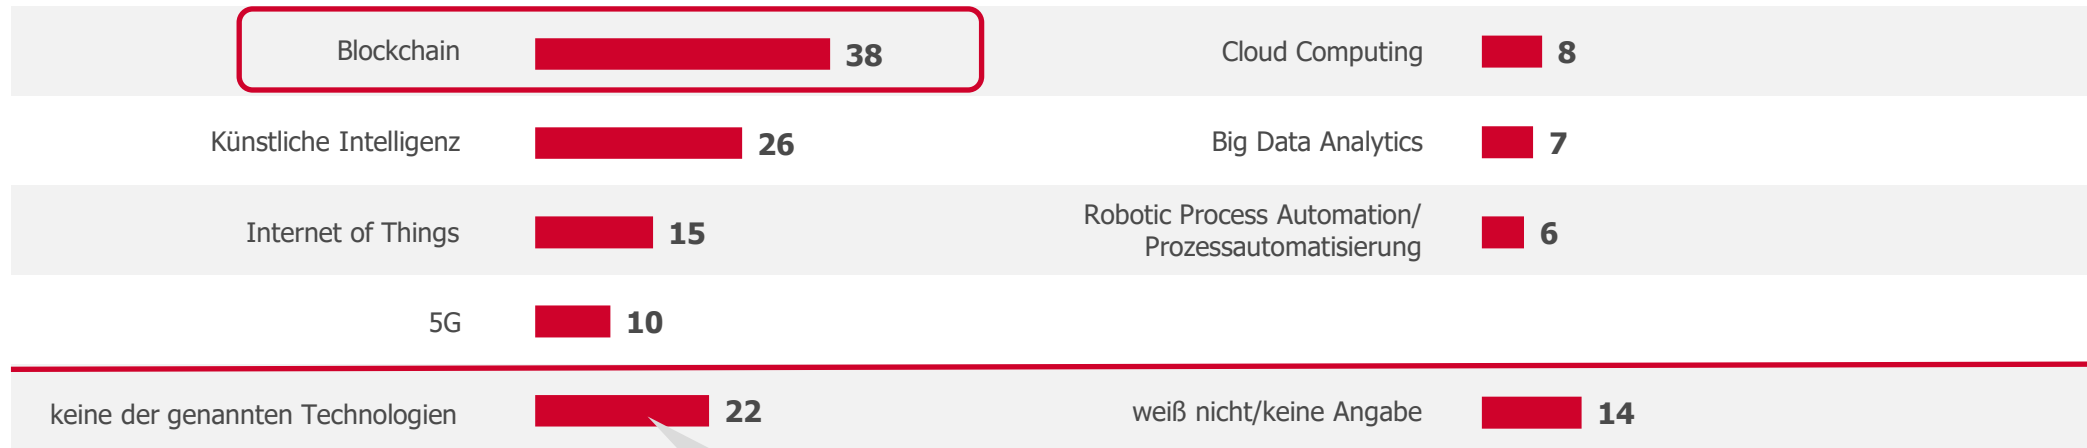 Blockchain 38
Cloud Computing 8
Künstliche Intelligenz 26
Big Data Analytics 7
Internet of Things 15
Robotic Process Automation/
Prozessautomatisierung 6
5G 10
keine der genannten Technologien 22
weiß nicht/keine Angabe 14